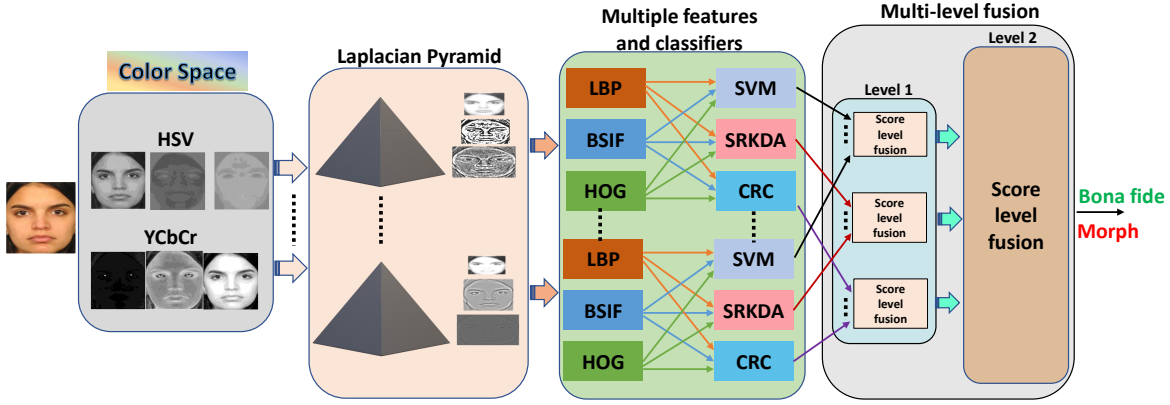 Color Space
HSV
YCbCr
Laplacian Pyramid
Multiple features
and classifiers
LBP
BSIF
HOG
LBP
BSIF
HOG
SVM
SRKDA
CRC
SVM
SRKDA
CRC
Multi-level fusion
Level 1
Score
level
fusion
Score
level
fusion
Score
level
fusion
Level 2
Score
level
fusion
Bona fide
Morph